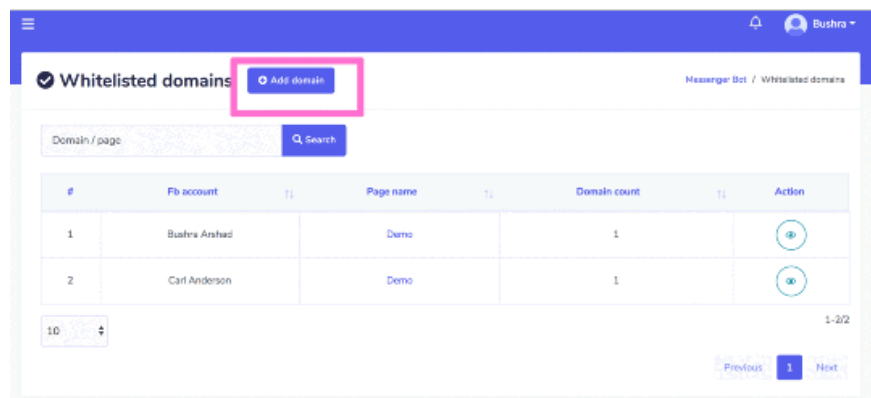 Bushra
Whitelisted domains
Add domain
Messenger Bot / Whitelisted domains
Domain / page
Search
# Fb account Page name Domain count Action
1 Bushra Arshad Demo 1
2 Carl Anderson Demo 1
10
1-2/2
Previous 1 Next